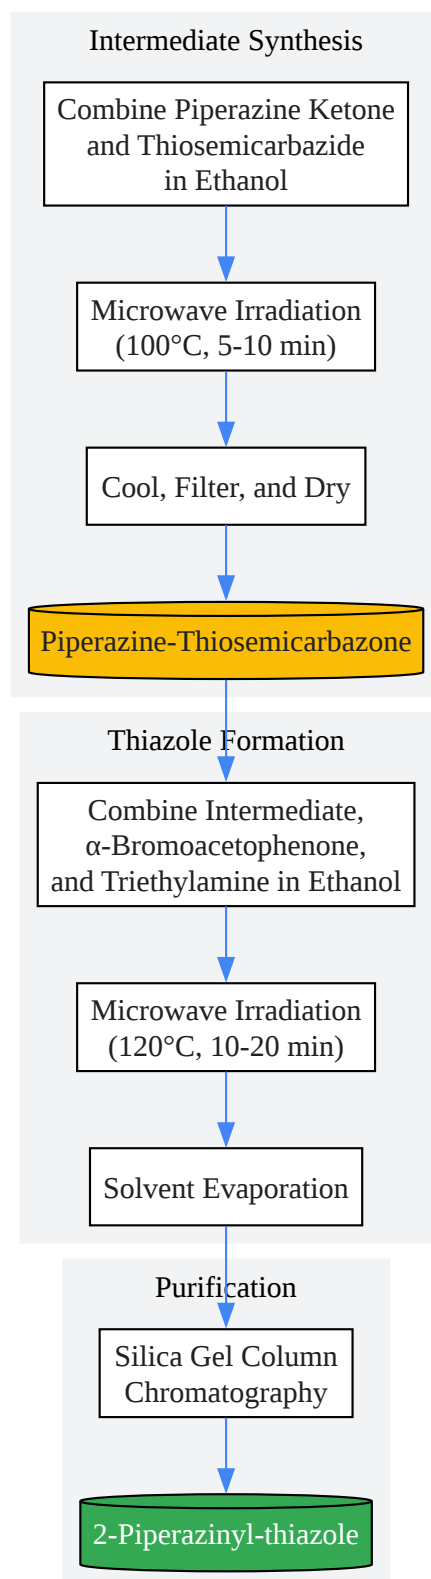 Intermediate Synthesis
Combine Piperazine Ketone
and Thiosemicarbazide
in Ethanol
Microwave Irradiation
(100°C, 5-10 min)
Cool, Filter, and Dry
Piperazine-Thiosemicarbazone
Thiazole Formation
Combine Intermediate,
α-Bromoacetophenone,
and Triethylamine in Ethanol
Microwave Irradiation
(120°C, 10-20 min)
Solvent Evaporation
Purification
Silica Gel Column
Chromatography
2-Piperazinyl-thiazole